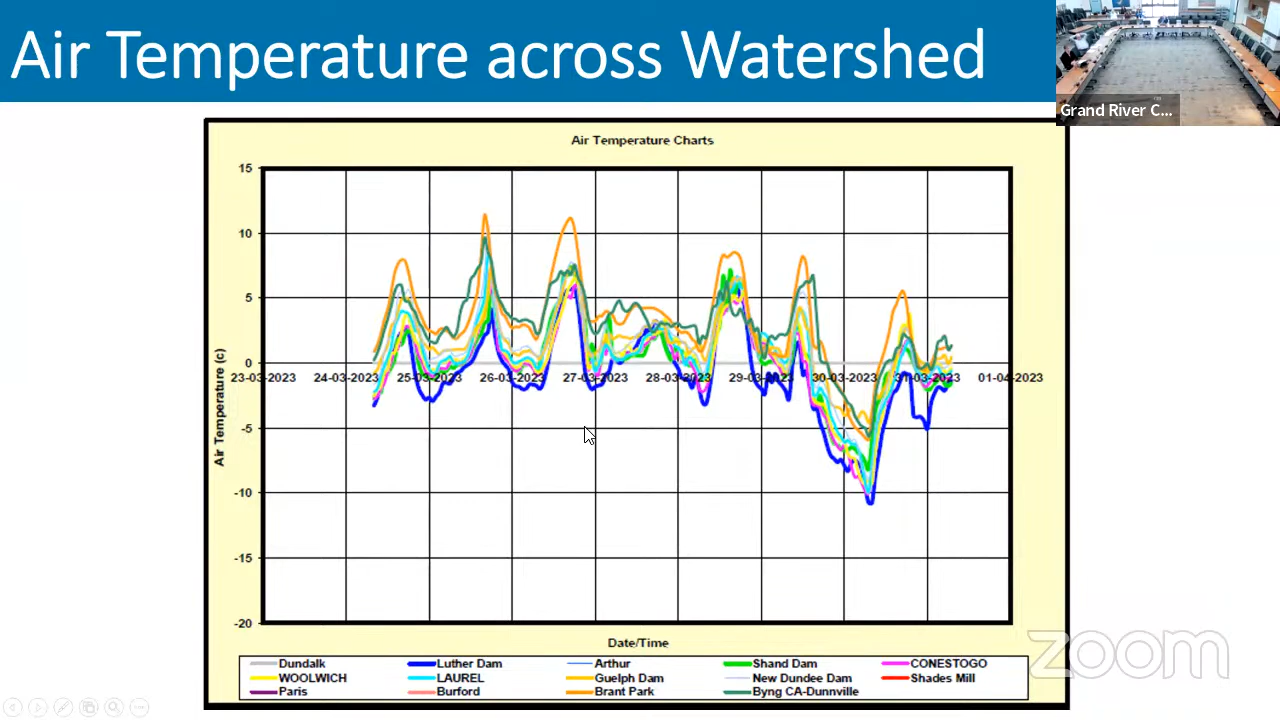 Air Temperature across Watershed
Grand River C...
Air Temperature Charts
15
10
5
0
-5
-10
-15
-20
23-03-2023 24-03-2023 25-03-2023 26-03-2023 27-03-2023 28-03-2023 29-03-2023 30-03-2023 31-03-2023 01-04-2023
Air Temperature (c)
Date/Time
Dundalk Luther Dam Arthur Shand Dam CONESTOGO
WOOLWICH LAUREL Guelph Dam New Dundee Dam Shades Mill
Paris Burford Brant Park Byng CA-Dunnville
zoom